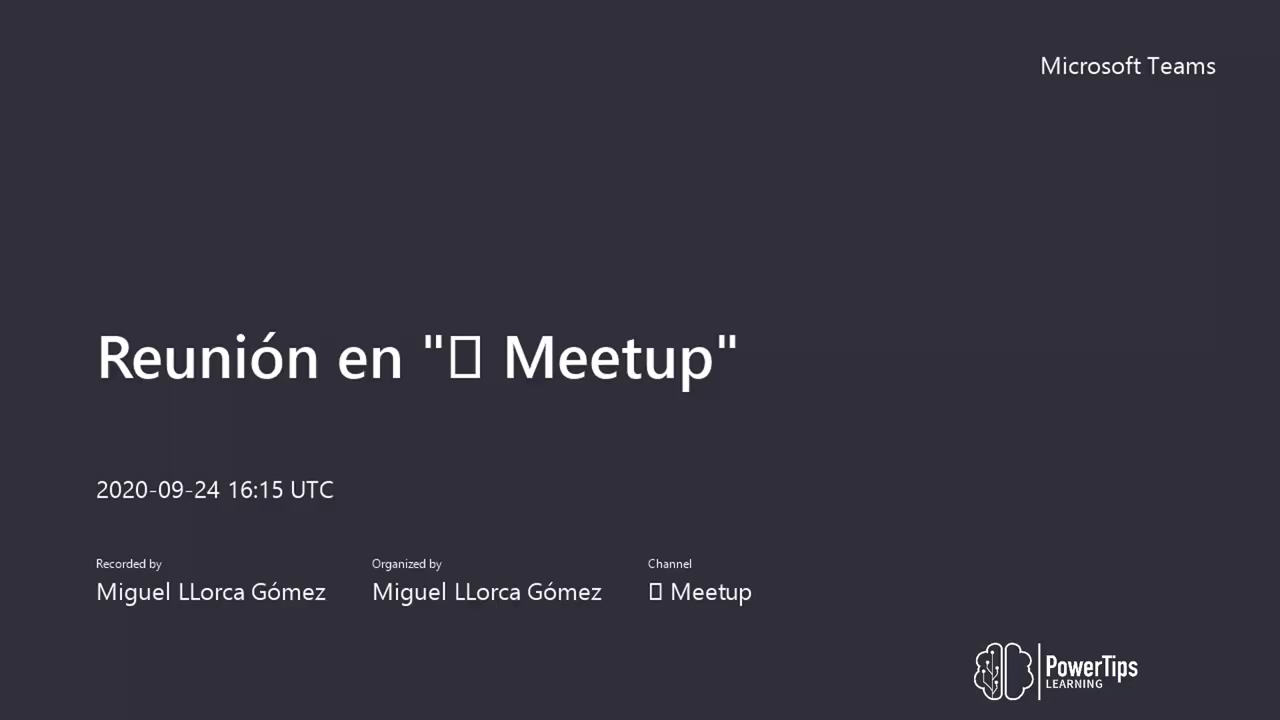 Microsoft Teams
Reunión en "▯ Meetup"
2020-09-24 16:15 UTC
Recorded by
Miguel LLorca Gómez
Organized by
Miguel LLorca Gómez
Channel
▯ Meetup
PowerTips
LEARNING